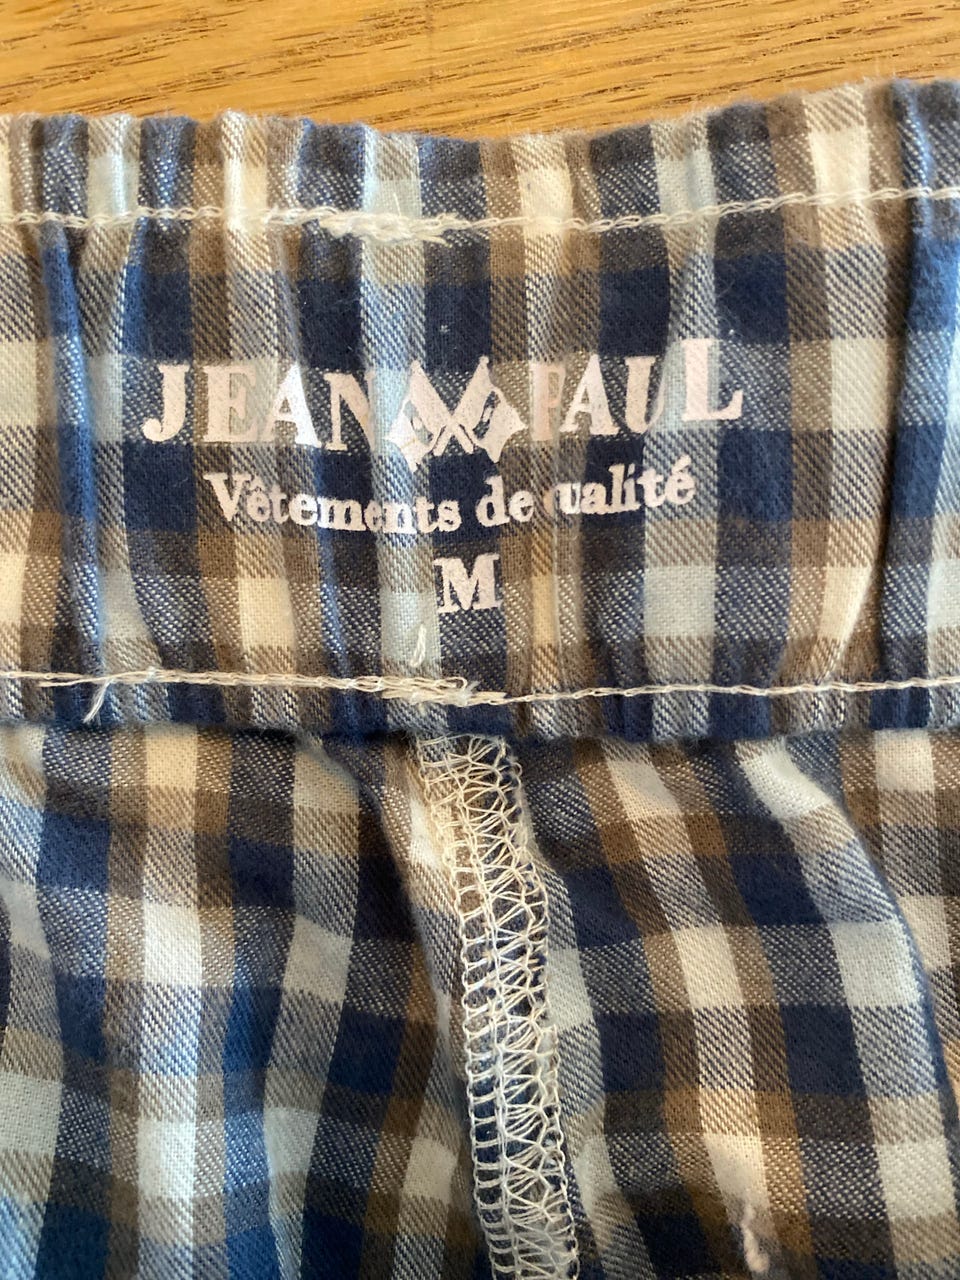 JEAN PAUL
Vêtements de qualité
M